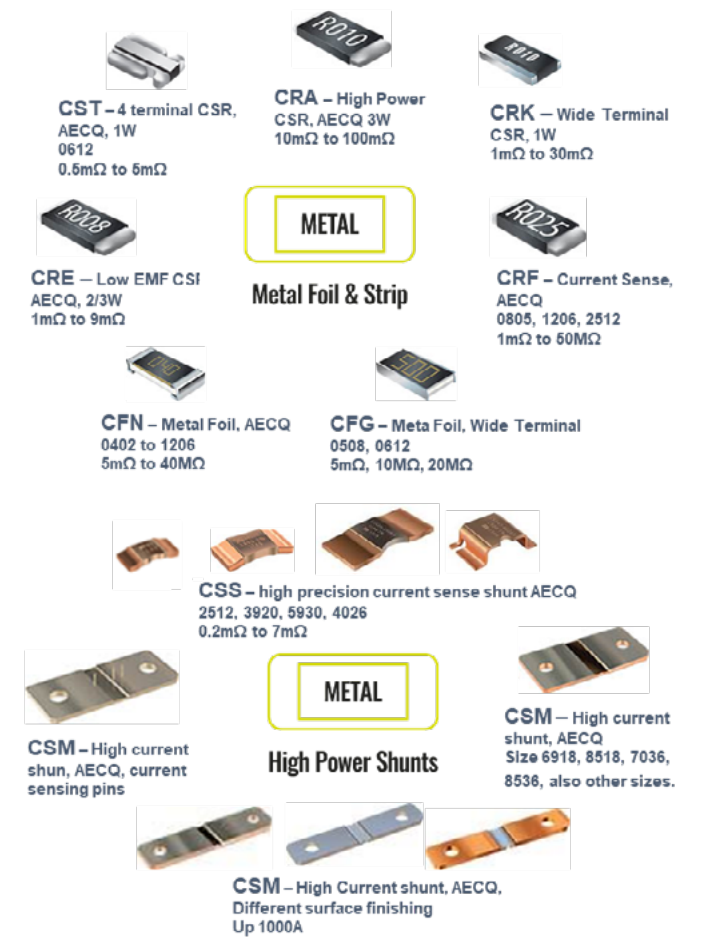 R010
R010
CST – 4 terminal CSR,
AECQ, 1W
0612
0.5mΩ to 5mΩ
CRA – High Power
CSR, AECQ 3W
10mΩ to 100mΩ
CRK – Wide Terminal
CSR, 1W
1mΩ to 30mΩ
R008
METAL
R025
CRE – Low EMF CSR
AECQ, 2/3W
1mΩ to 9mΩ
Metal Foil & Strip
CRF – Current Sense,
AECQ
0805, 1206, 2512
1mΩ to 50MΩ
040
500
CFN – Metal Foil, AECQ
0402 to 1206
5mΩ to 40MΩ
CFG – Meta Foil, Wide Terminal
0508, 0612
5mΩ, 10MΩ, 20MΩ
CSS – high precision current sense shunt AECQ
2512, 3920, 5930, 4026
0.2mΩ to 7mΩ
METAL
High Power Shunts
CSM – High current
shun, AECQ, current
sensing pins
CSM – High current
shunt, AECQ
Size 6918, 8518, 7036,
8536, also other sizes.
CSM – High Current shunt, AECQ,
Different surface finishing
Up 1000A